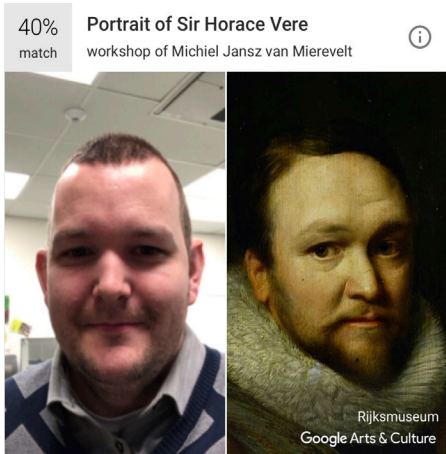 40%
match
Portrait of Sir Horace Vere
workshop of Michiel Jansz van Mierevelt
Rijksmuseum
Google Arts & Culture